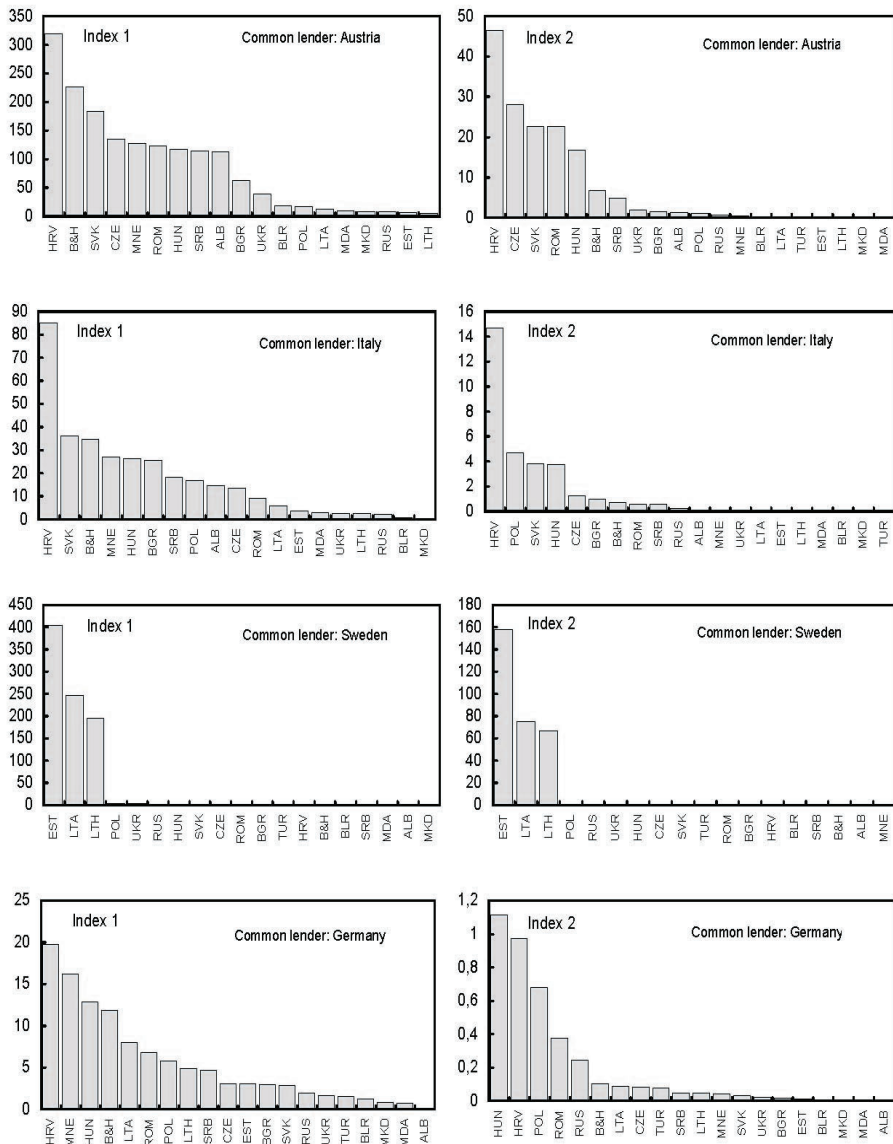 Index 1
Common lender: Austria
350
300
250
200
150
100
50
0
HRV B&H SVK CZE MNE ROM HUN SRB ALB BGR UKR BLR POL LTA MDA MKD RUS EST LTH
Index 2
Common lender: Austria
50
40
30
20
10
0
HRV CZE SVK ROM HUN B&H SRB UKR BGR ALB POL RUS MNE BLR LTA TUR EST LTH MKD MDA
Index 1
Common lender: Italy
90
80
70
60
50
40
30
20
10
0
HRV SVK B&H MNE HUN BGR SRB POL ALB CZE ROM LTA EST MDA UKR LTH RUS BLR MKD
Index 2
Common lender: Italy
16
14
12
10
8
6
4
2
0
HRV POL SVK HUN CZE BGR B&H ROM SRB RUS ALB MNE UKR LTA EST LTH MDA BLR MKD TUR
Index 1
Common lender: Sweden
450
400
350
300
250
200
150
100
50
0
EST LTA LTH POL UKR RUS HUN SVK CZE ROM BGR TUR HRV B&H BLR SRB MDA ALB MKD
Index 2
Common lender: Sweden
180
160
140
120
100
80
60
40
20
0
EST LTA LTH POL RUS UKR HUN CZE SVK TUR ROM BGR HRV BLR SRB B&H ALB MNE
Index 1
Common lender: Germany
25
20
15
10
5
0
HRV MNE HUN B&H LTA ROM POL LTH SRB CZE EST BGR SVK RUS UKR TUR BLR MKD MDA ALB
Index 2
Common lender: Germany
1,2
1
0,8
0,6
0,4
0,2
0
HUN HRV POL ROM RUS B&H LTA CZE TUR SRB LTH MNE SVK UKR BGR EST BLR MKD MDA ALB